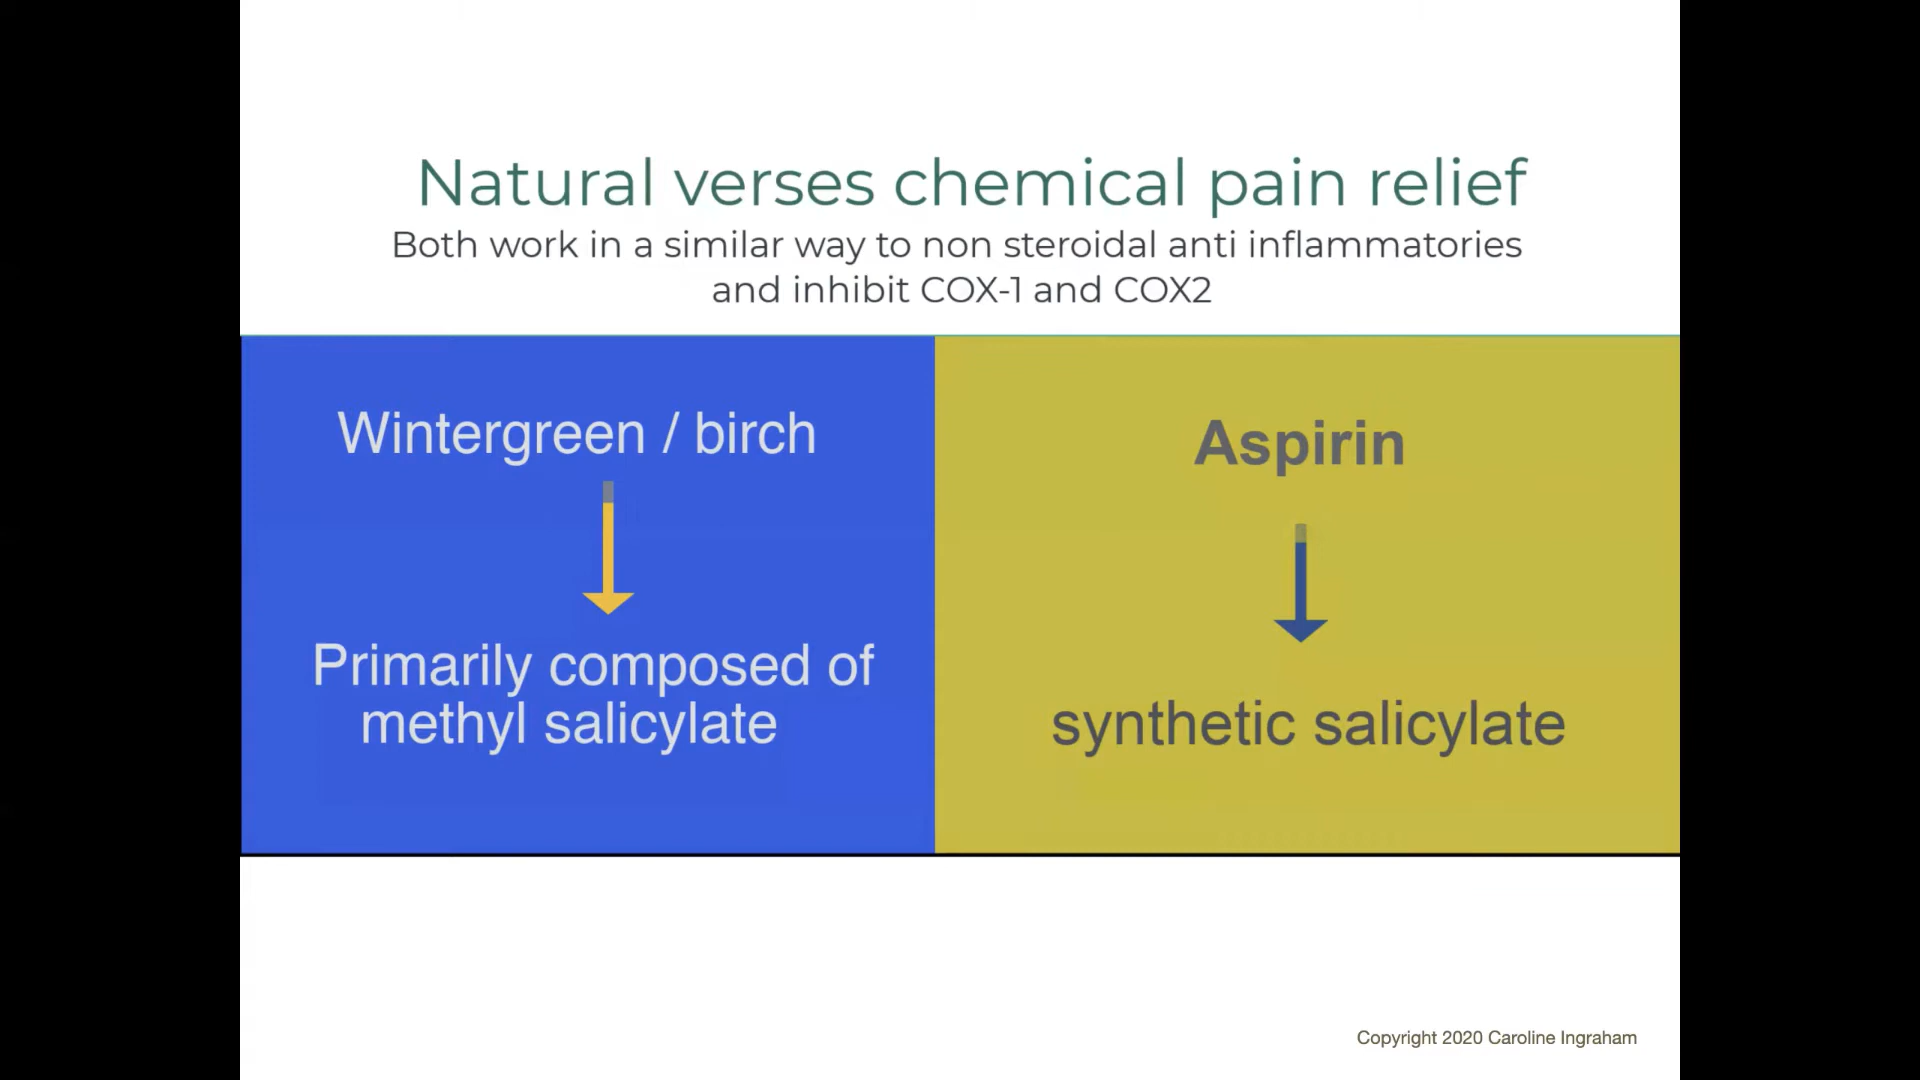 Natural verses chemical pain relief
Both work in a similar way to non steroidal anti inflammatories
and inhibit COX-1 and COX2
Wintergreen / birch
Primarily composed of
methyl salicylate
Aspirin
synthetic salicylate
Copyright 2020 Caroline Ingraham